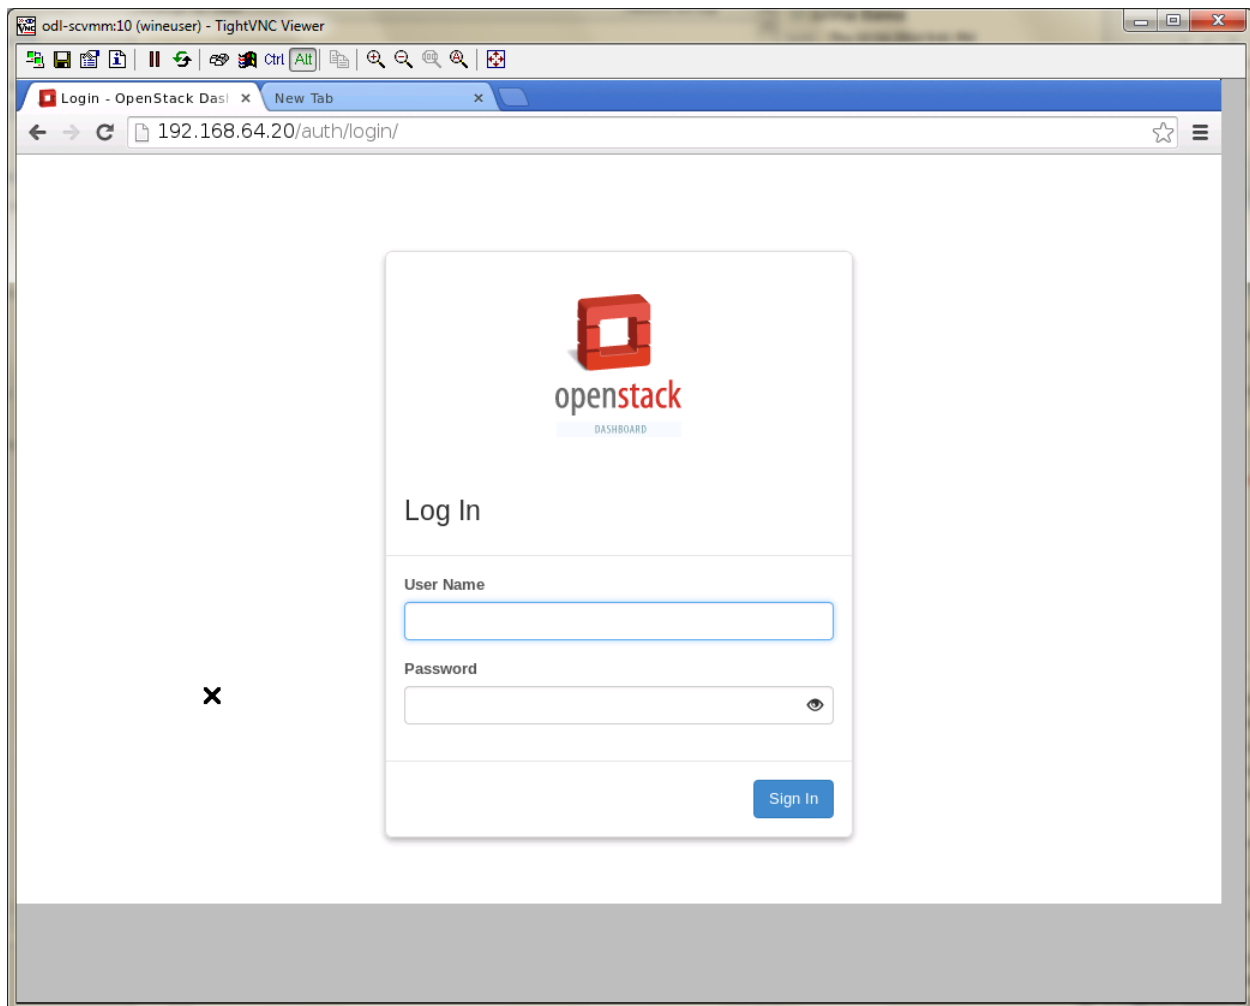 odl-scvmm:10 (wineuser) - TightVNC Viewer
Ctrl Alt
Login - OpenStack Das
New Tab
192.168.64.20/auth/login/
openstack
DASHBOARD
Log In
User Name
Password
Sign In